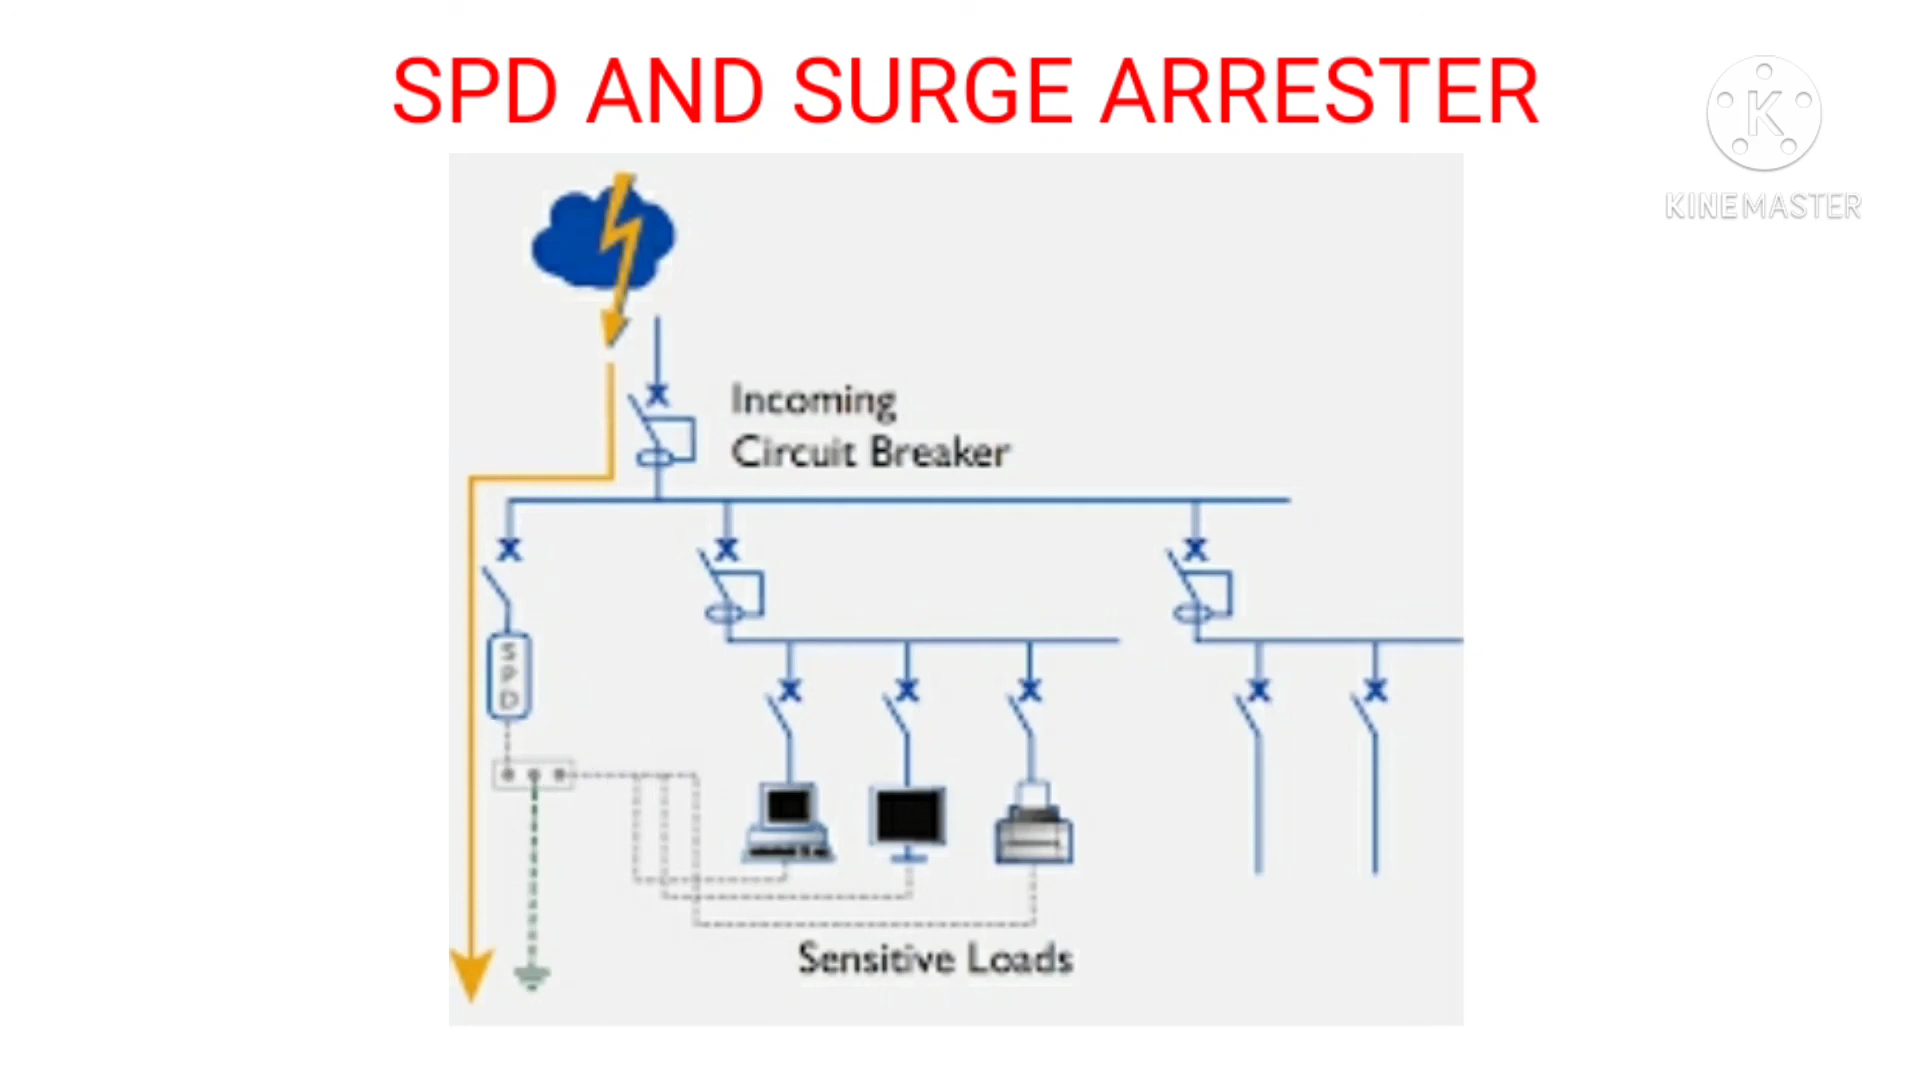 SPD AND SURGE ARRESTER
K
KINEMASTER
Incoming
Circuit Breaker
SPD
Sensitive Loads